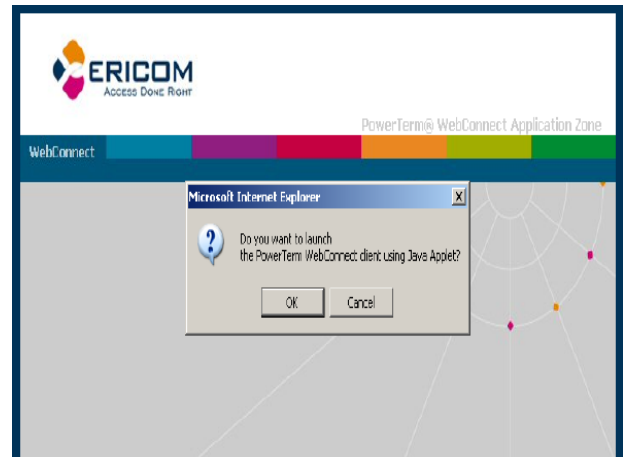 ERICOM
ACCESS DONE RIGHT
PowerTerm® WebConnect Application Zone
WebConnect
Microsoft Internet Explorer
Do you want to launch
the PowerTerm WebConnect client using Java Applet?
OK Cancel